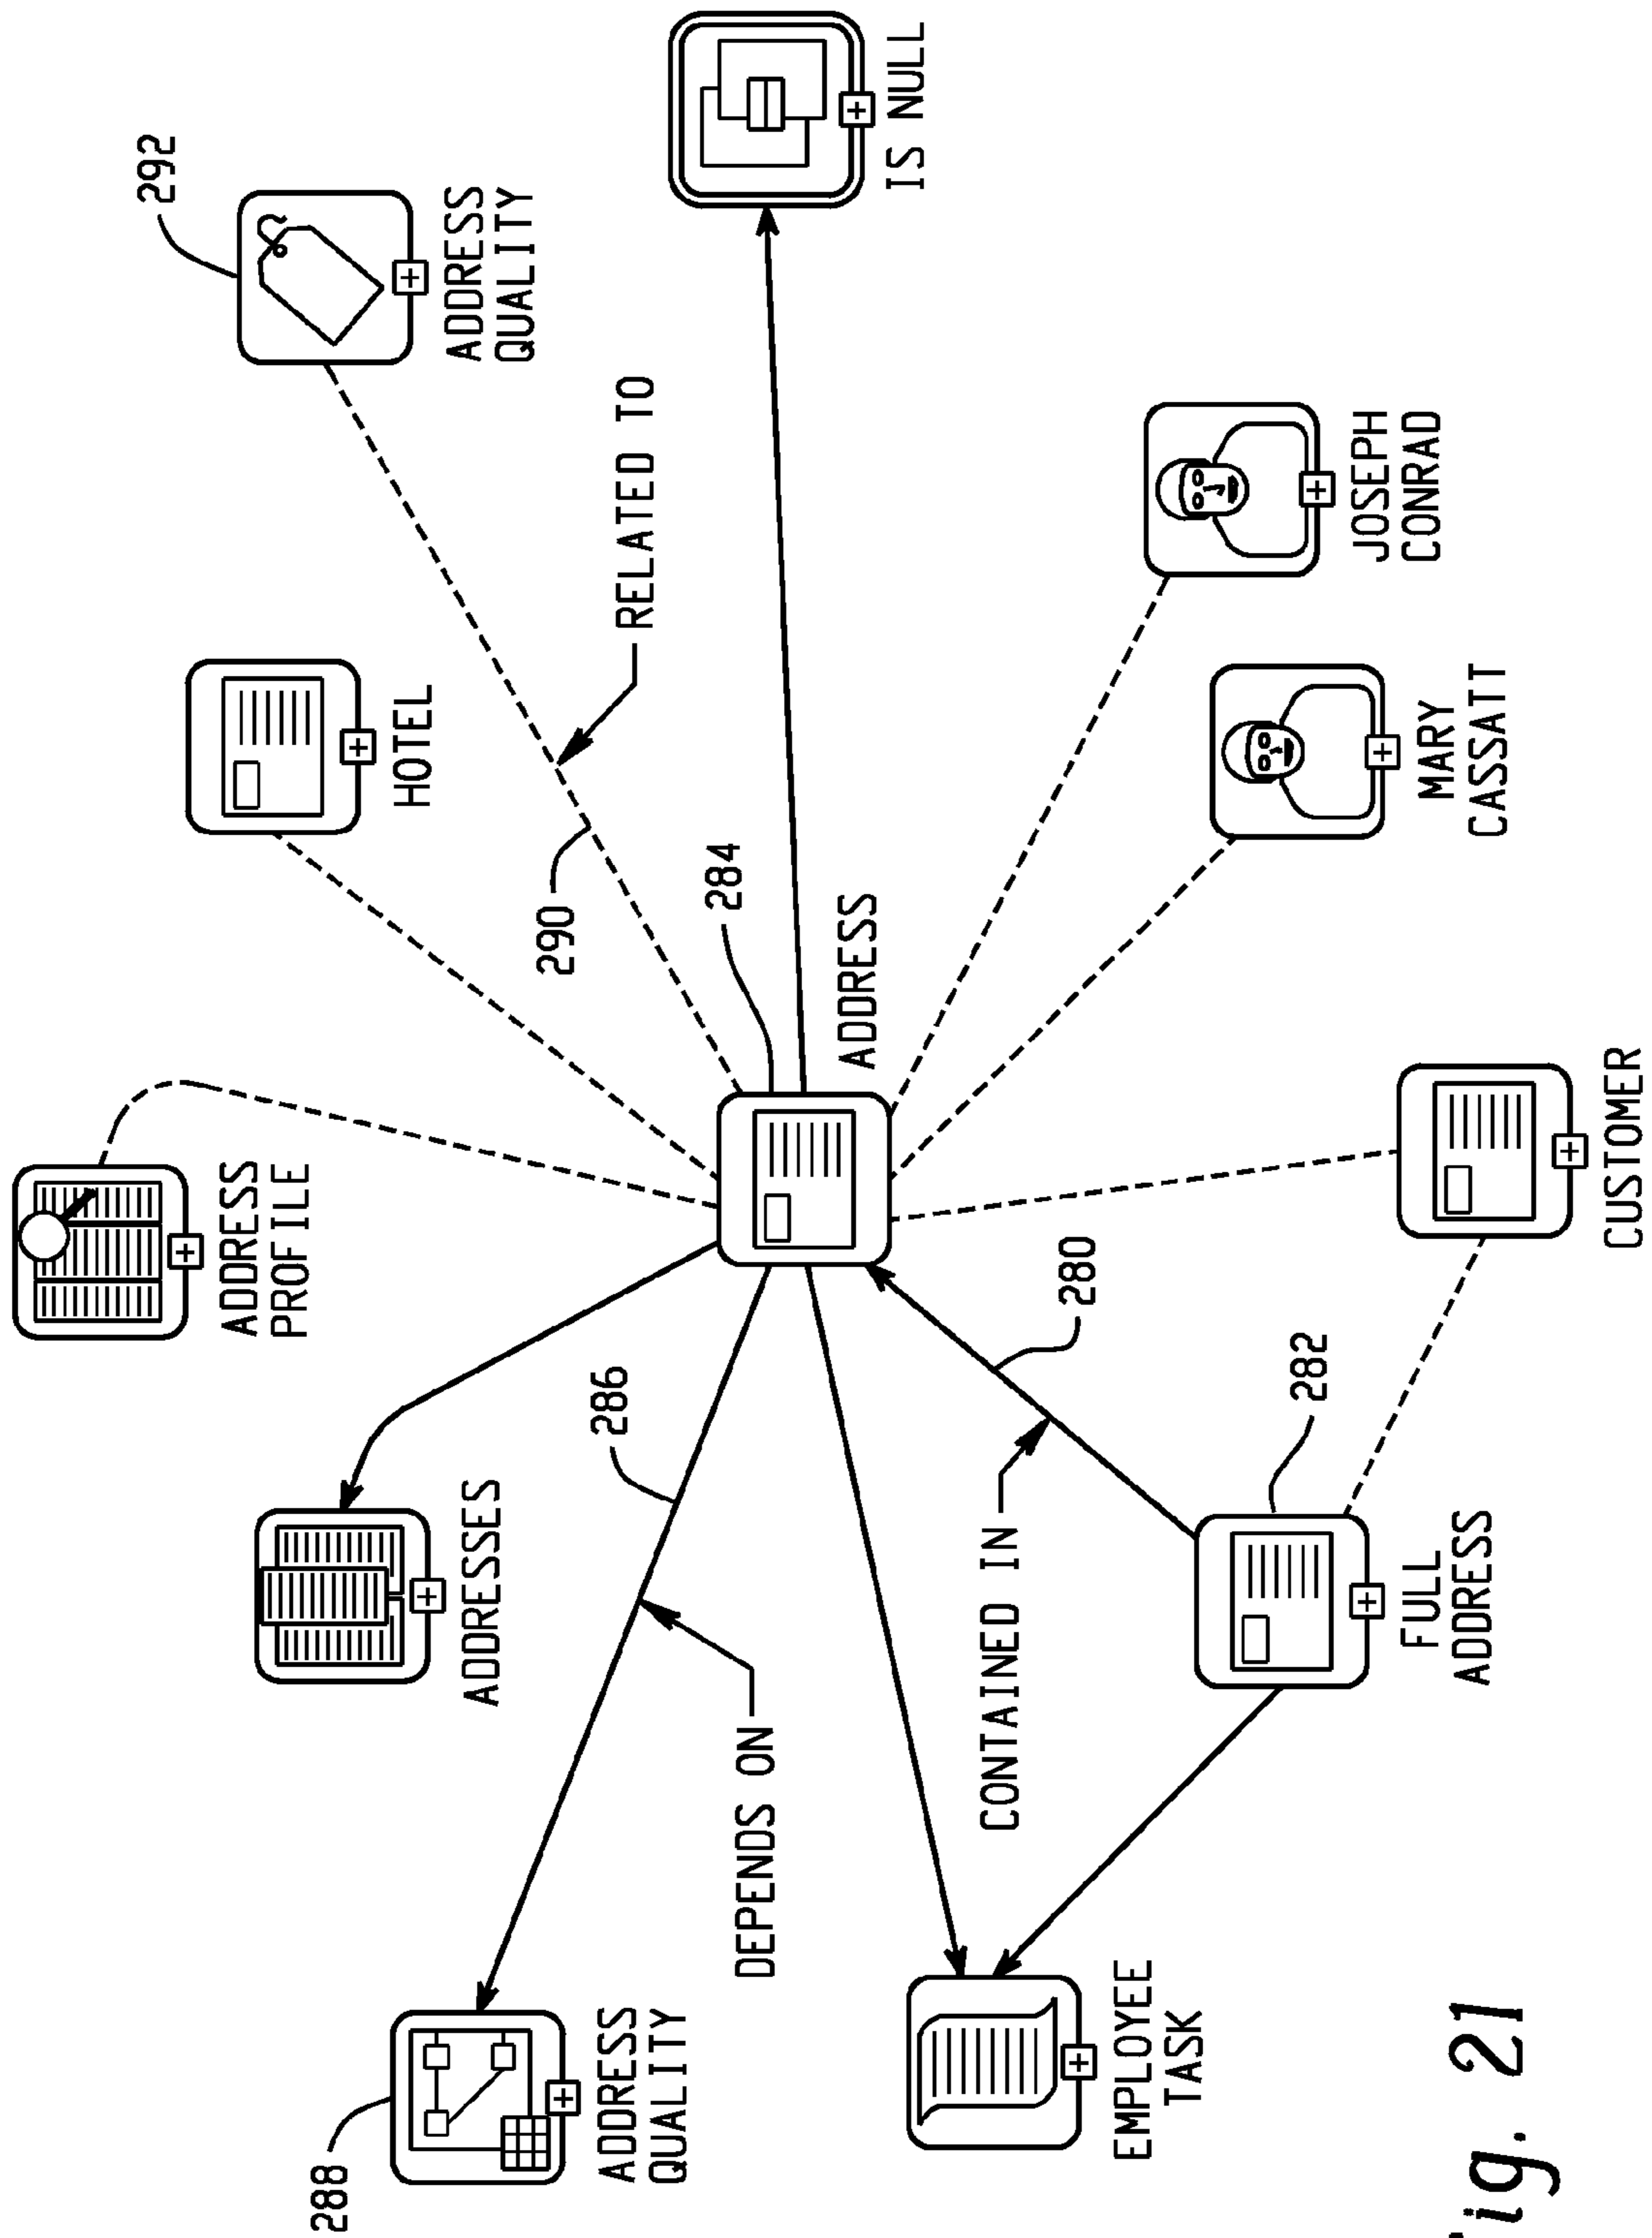 292
ADDRESS
PROFILE
288
HOTEL
ADDRESS
QUALITY
ADDRESSES
290
286
ADDRESS
QUALITY
RELATED TO
284
DEPENDS ON
ADDRESS
IS NULL
CONTAINED IN
280
EMPLOYEE
TASK
282
JOSEPH
CONRAD
FULL
ADDRESS
MARY
CASSATT
CUSTOMER
Fig. 21